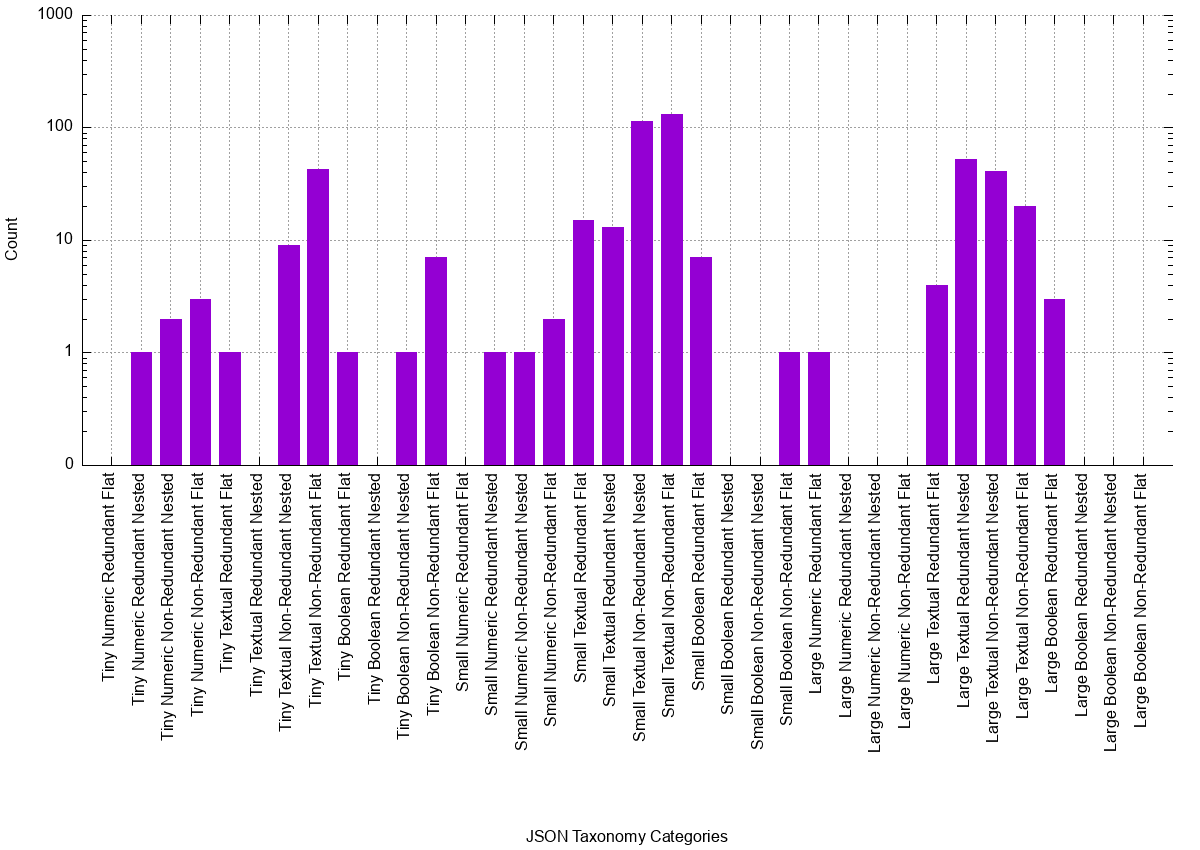 1000
100
10
1
0
Count
Tiny Numeric Redundant Flat
Tiny Numeric Redundant Nested
Tiny Numeric Non-Redundant Nested
Tiny Numeric Non-Redundant Flat
Tiny Textual Redundant Flat
Tiny Textual Redundant Nested
Tiny Textual Non-Redundant Nested
Tiny Textual Non-Redundant Flat
Tiny Boolean Redundant Flat
Tiny Boolean Redundant Nested
Tiny Boolean Non-Redundant Nested
Tiny Boolean Non-Redundant Flat
Small Numeric Redundant Flat
Small Numeric Redundant Nested
Small Numeric Non-Redundant Nested
Small Numeric Non-Redundant Flat
Small Textual Redundant Flat
Small Textual Redundant Nested
Small Textual Non-Redundant Nested
Small Textual Non-Redundant Flat
Small Boolean Redundant Flat
Small Boolean Redundant Nested
Small Boolean Non-Redundant Nested
Small Boolean Non-Redundant Flat
Large Numeric Redundant Flat
Large Numeric Redundant Nested
Large Numeric Non-Redundant Nested
Large Numeric Non-Redundant Flat
Large Textual Redundant Flat
Large Textual Redundant Nested
Large Textual Non-Redundant Nested
Large Textual Non-Redundant Flat
Large Boolean Redundant Flat
Large Boolean Redundant Nested
Large Boolean Non-Redundant Nested
Large Boolean Non-Redundant Flat
JSON Taxonomy Categories